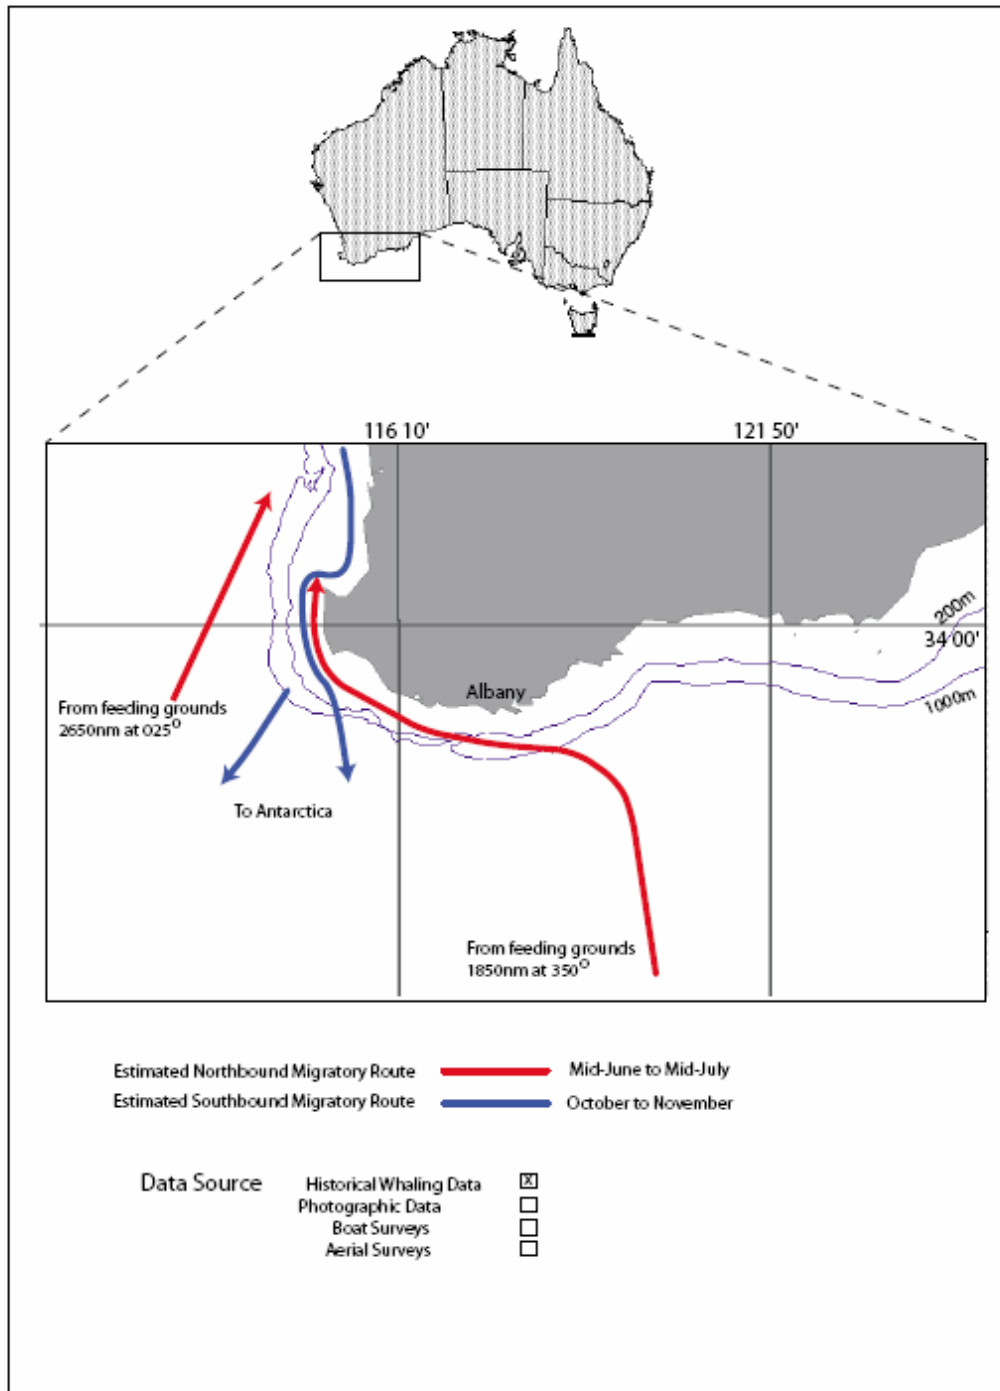 116 10'
121 50'
200m
34 00'
1000m
Albany
From feeding grounds
2650nm at 025°
To Antarctica
From feeding grounds
1850nm at 350°
Estimated Northbound Migratory Route
Mid-June to Mid-July
Estimated Southbound Migratory Route
October to November
Data Source
Historical Whaling Data
x
Photographic Data
Boat Surveys
Aerial Surveys